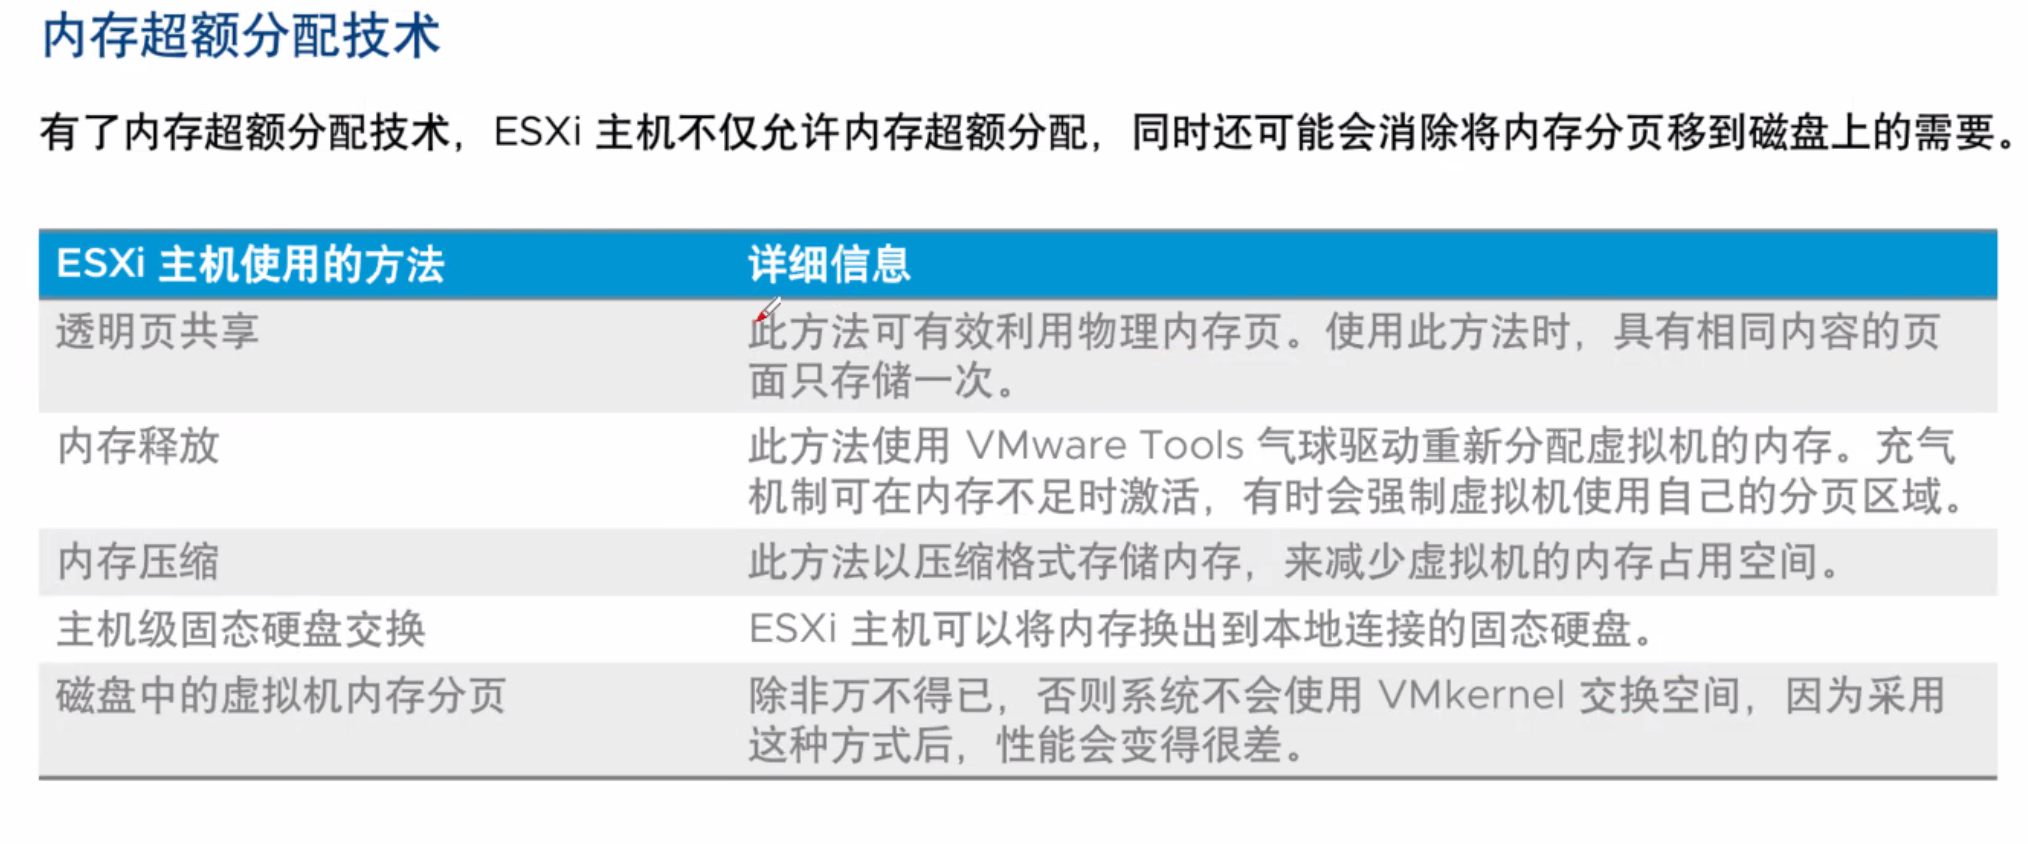 内存超额分配技术
有了内存超额分配技术，ESXi 主机不仅允许内存超额分配，同时还可能会消除将内存分页移到磁盘上的需要。
ESXi 主机使用的方法 详细信息
透明页共享 此方法可有效利用物理内存页。使用此方法时，具有相同内容的页
面只存储一次。
内存释放 此方法使用 VMware Tools 气球驱动重新分配虚拟机的内存。充气
机制可在内存不足时激活，有时会强制虚拟机使用自己的分页区域。
内存压缩 此方法以压缩格式存储内存，来减少虚拟机的内存占用空间。
主机级固态硬盘交换 ESXi 主机可以将内存换出到本地连接的固态硬盘。
磁盘中的虚拟机内存分页 除非万不得已，否则系统不会使用 VMkernel 交换空间，因为采用
这种方式后，性能会变得很差。